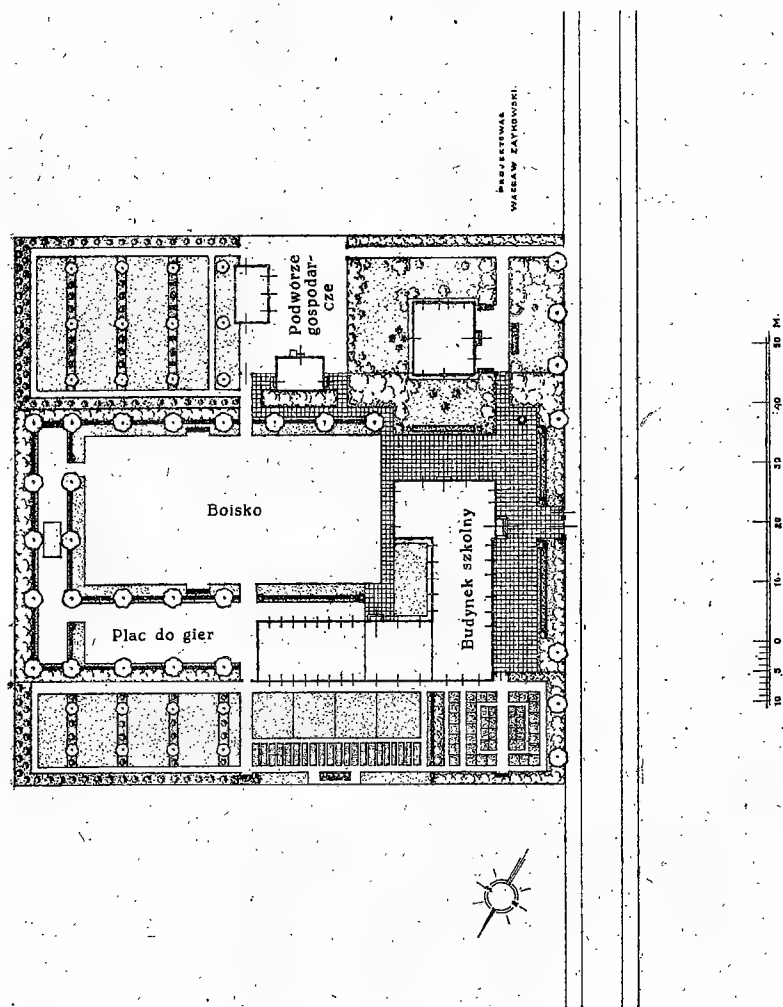 PROJEKTOWAŁ
WACŁAW ZAYKOWSKI.
Podwórze
gospodar-
cze
Boisko
Budynek szkolny
Plac do gier
10 5 0 10 20 30 40 50 M.